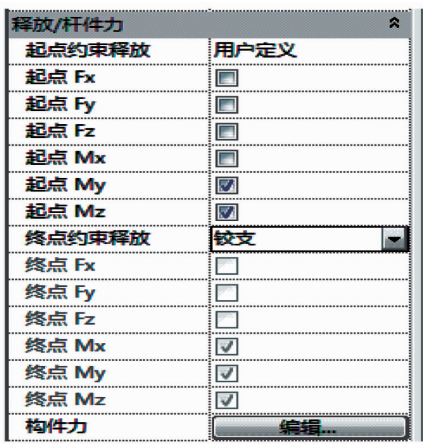 释放/杆件力
起点约束释放 用户定义
起点 Fx
起点 Fy
起点 Fz
起点 Mx
起点 My
起点 Mz
终点约束释放 铰支
终点 Fx
终点 Fy
终点 Fz
终点 Mx
终点 My
终点 Mz
构件力 编辑...